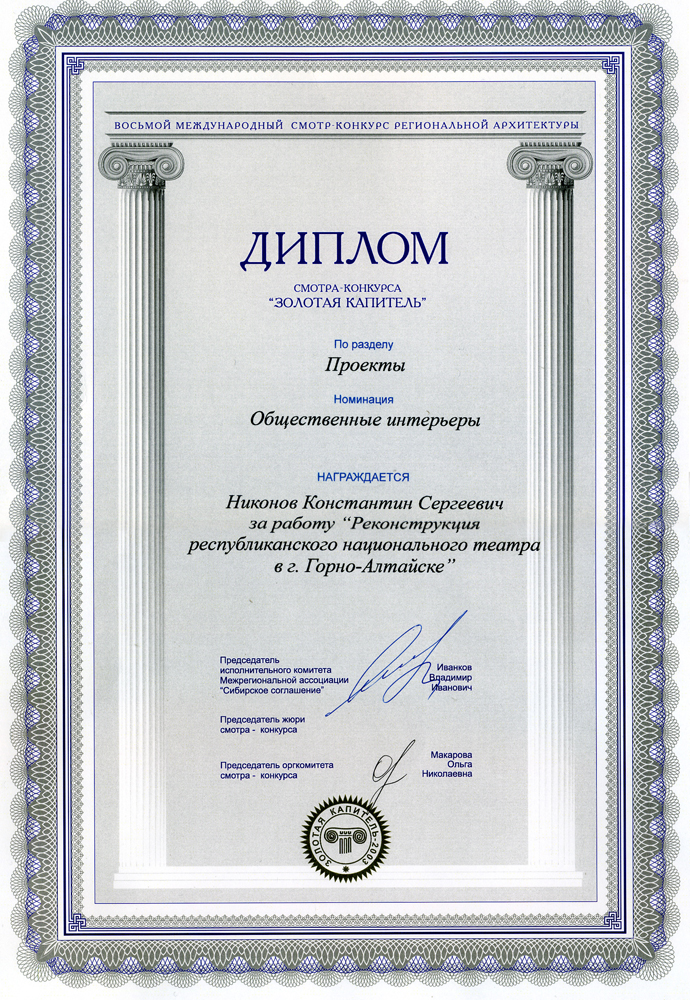 ВОСЬМОЙ МЕЖДУНАРОДНЫЙ СМОТР-КОНКУРС РЕГИОНАЛЬНОЙ АРХИТЕКТУРЫ
ДИПЛОМ
СМОТРА-КОНКУРСА
"ЗОЛОТАЯ КАПИТЕЛЬ"
По разделу
Проекты
Номинация
Общественные интерьеры
НАГРАЖДАЕТСЯ
Никонов Константин Сергеевич
за работу "Реконструкция
республиканского национального театра
в г. Горно-Алтайске"
Председатель
исполнительного комитета
Межрегиональной ассоциации
"Сибирское соглашение"
Иванков
Владимир
Иванович
Председатель жюри
смотра - конкурса
Председатель оргкомитета
смотра - конкурса
Макарова
Ольга
Николаевна
ЗОЛОТАЯ КАПИТЕЛЬ-2003